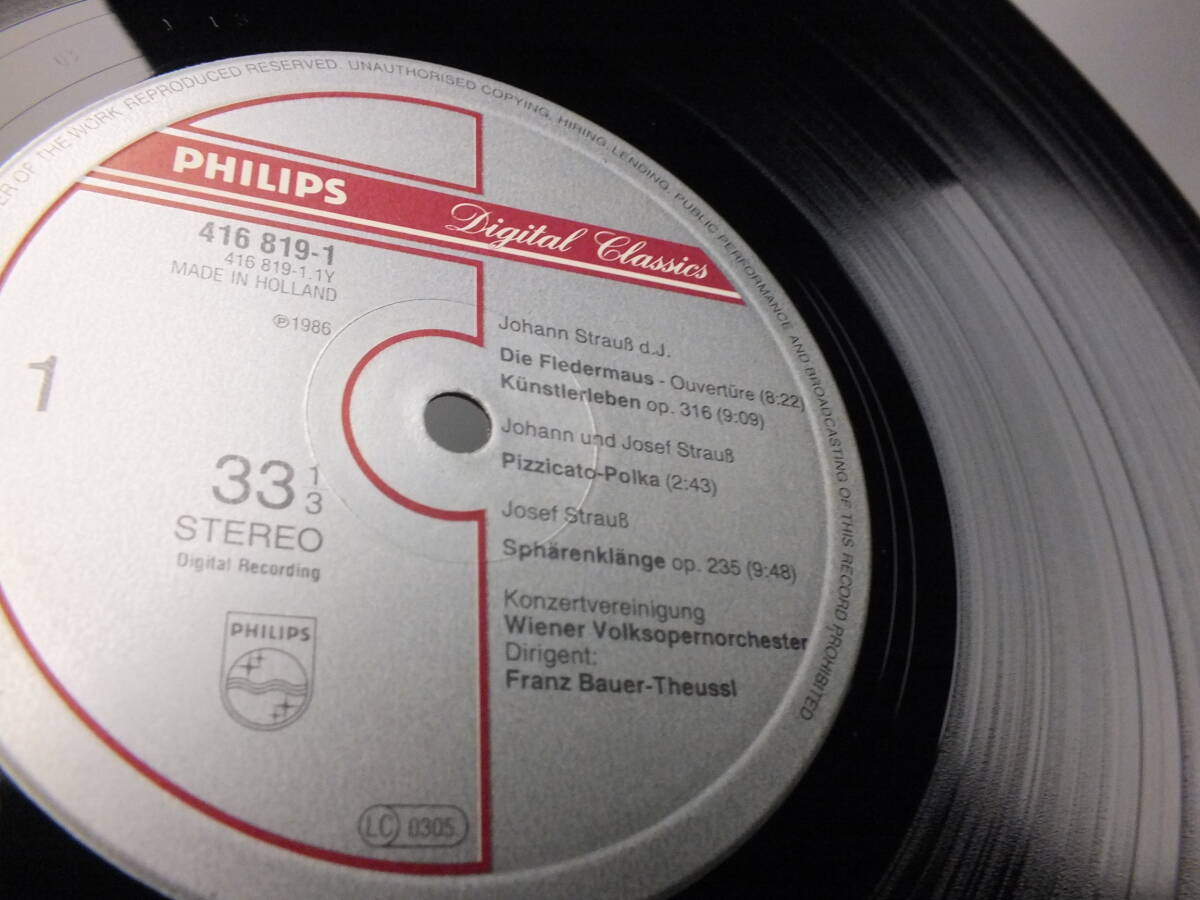 OF THE WORK REPRODUCED RESERVED. UNAUTHORISED COPYING, HIRING, LENDING, PUBLIC PERFORMANCE AND BROADCASTING OF THIS RECORD PROHIBITED
PHILIPS Digital Classics
416 819-1
416 819-1.1Y
MADE IN HOLLAND
℗1986
1
33 1/3
STEREO
Digital Recording
PHILIPS
LC 0305
Johann Strauß d.J.
Die Fledermaus - Ouvertüre (8:22)
Künstlerleben op. 316 (9:09)
Johann und Josef Strauß
Pizzicato-Polka (2:43)
Josef Strauß
Sphärenklänge op. 235 (9:48)
Konzertvereinigung
Wiener Volksopernorchester
Dirigent:
Franz Bauer-Theussl